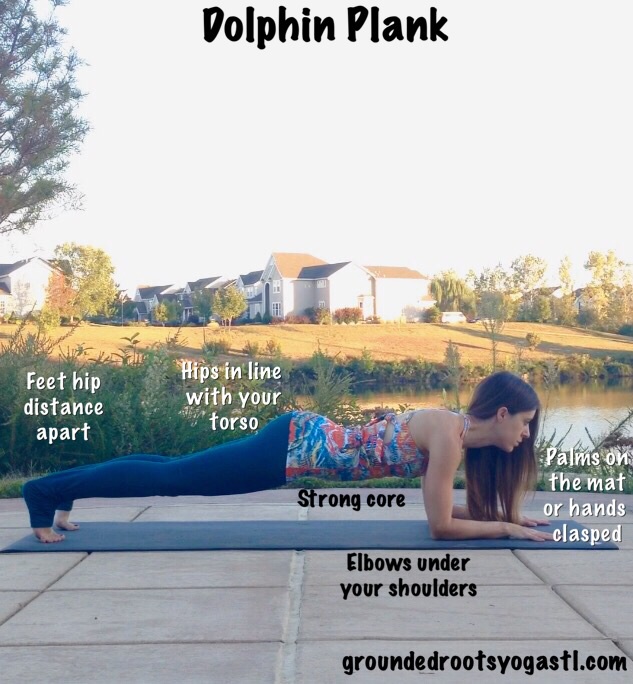 Dolphin Plank
Feet hip
distance
apart
Hips in line
with your
torso
Strong core
Palms on
the mat
or hands
clasped
Elbows under
your shoulders
groundedrootsyogastl.com